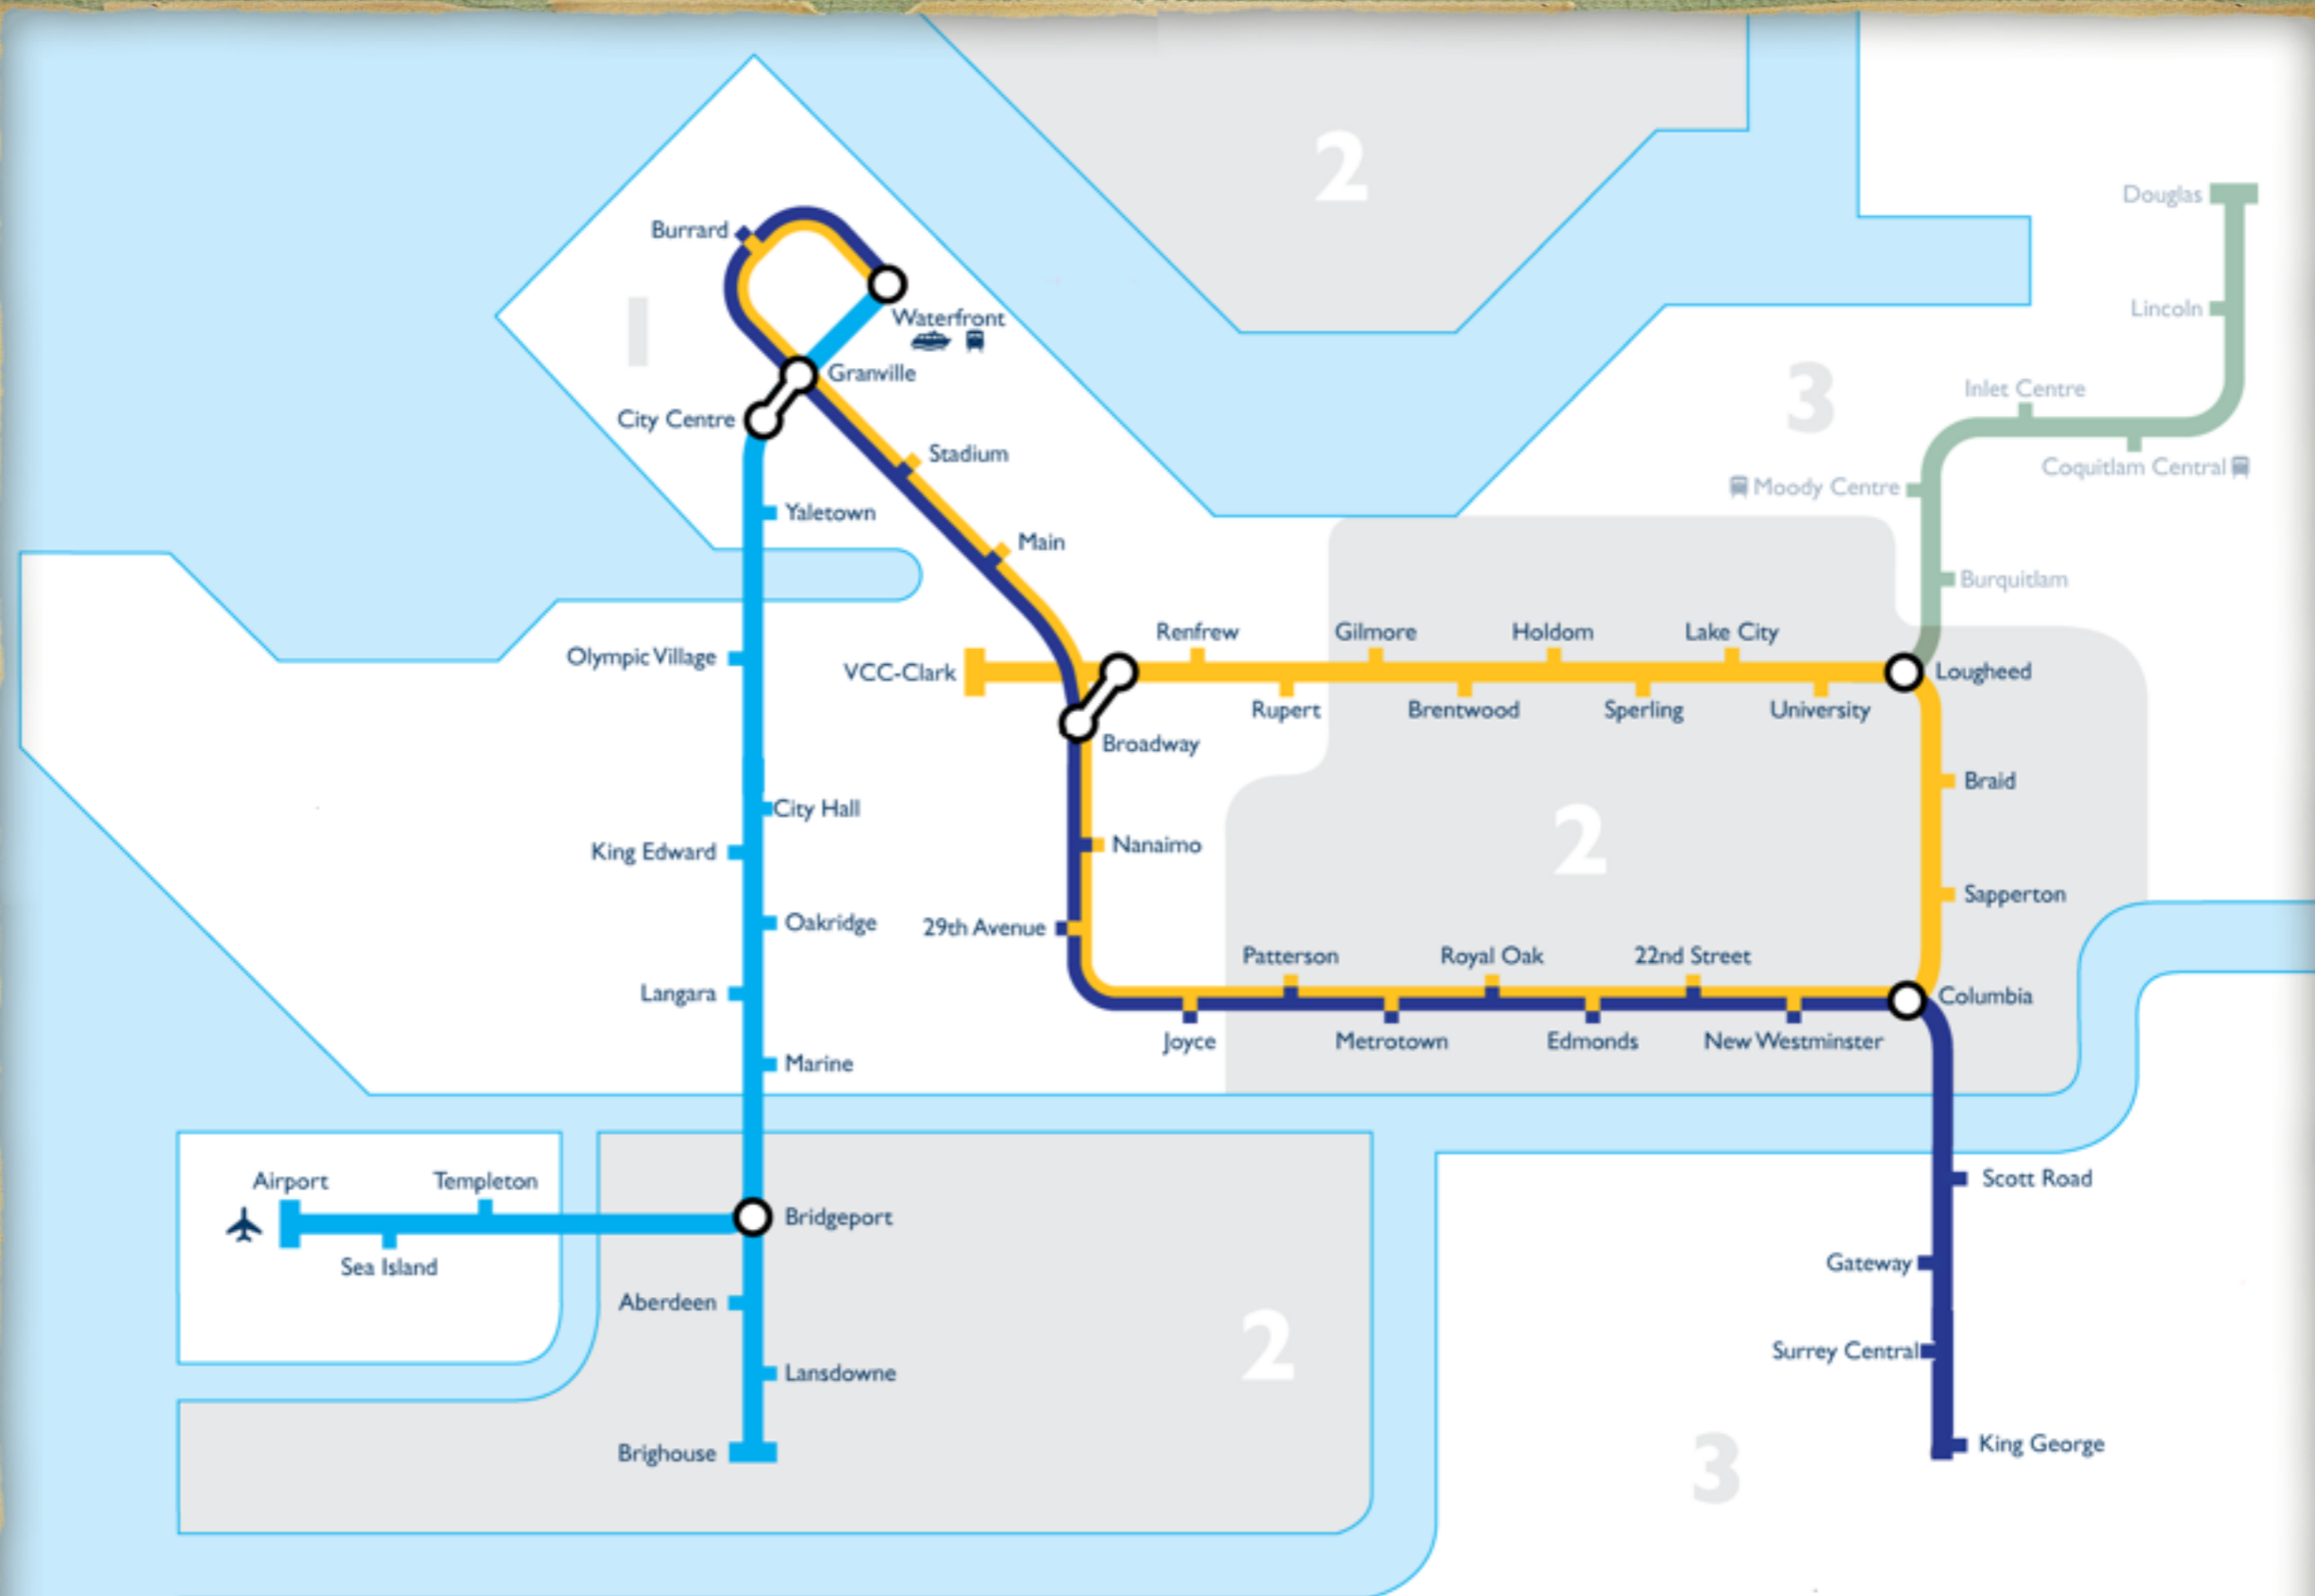 2
Douglas
Burrard
Lincoln
1
Waterfront
Granville
3
Inlet Centre
City Centre
Stadium
Coquitlam Central
Moody Centre
Yaletown
Main
Burquitlam
Renfrew
Gilmore
Holdom
Lake City
Olympic Village
VCC-Clark
Lougheed
Rupert
Brentwood
Sperling
University
Broadway
Braid
City Hall
2
Nanaimo
King Edward
Sapperton
Oakridge
29th Avenue
Patterson
Royal Oak
22nd Street
Langara
Columbia
Joyce
Metrotown
Edmonds
New Westminster
Marine
Airport
Templeton
Scott Road
Bridgeport
Sea Island
Gateway
Aberdeen
2
Surrey Central
Lansdowne
Brighouse
King George
3